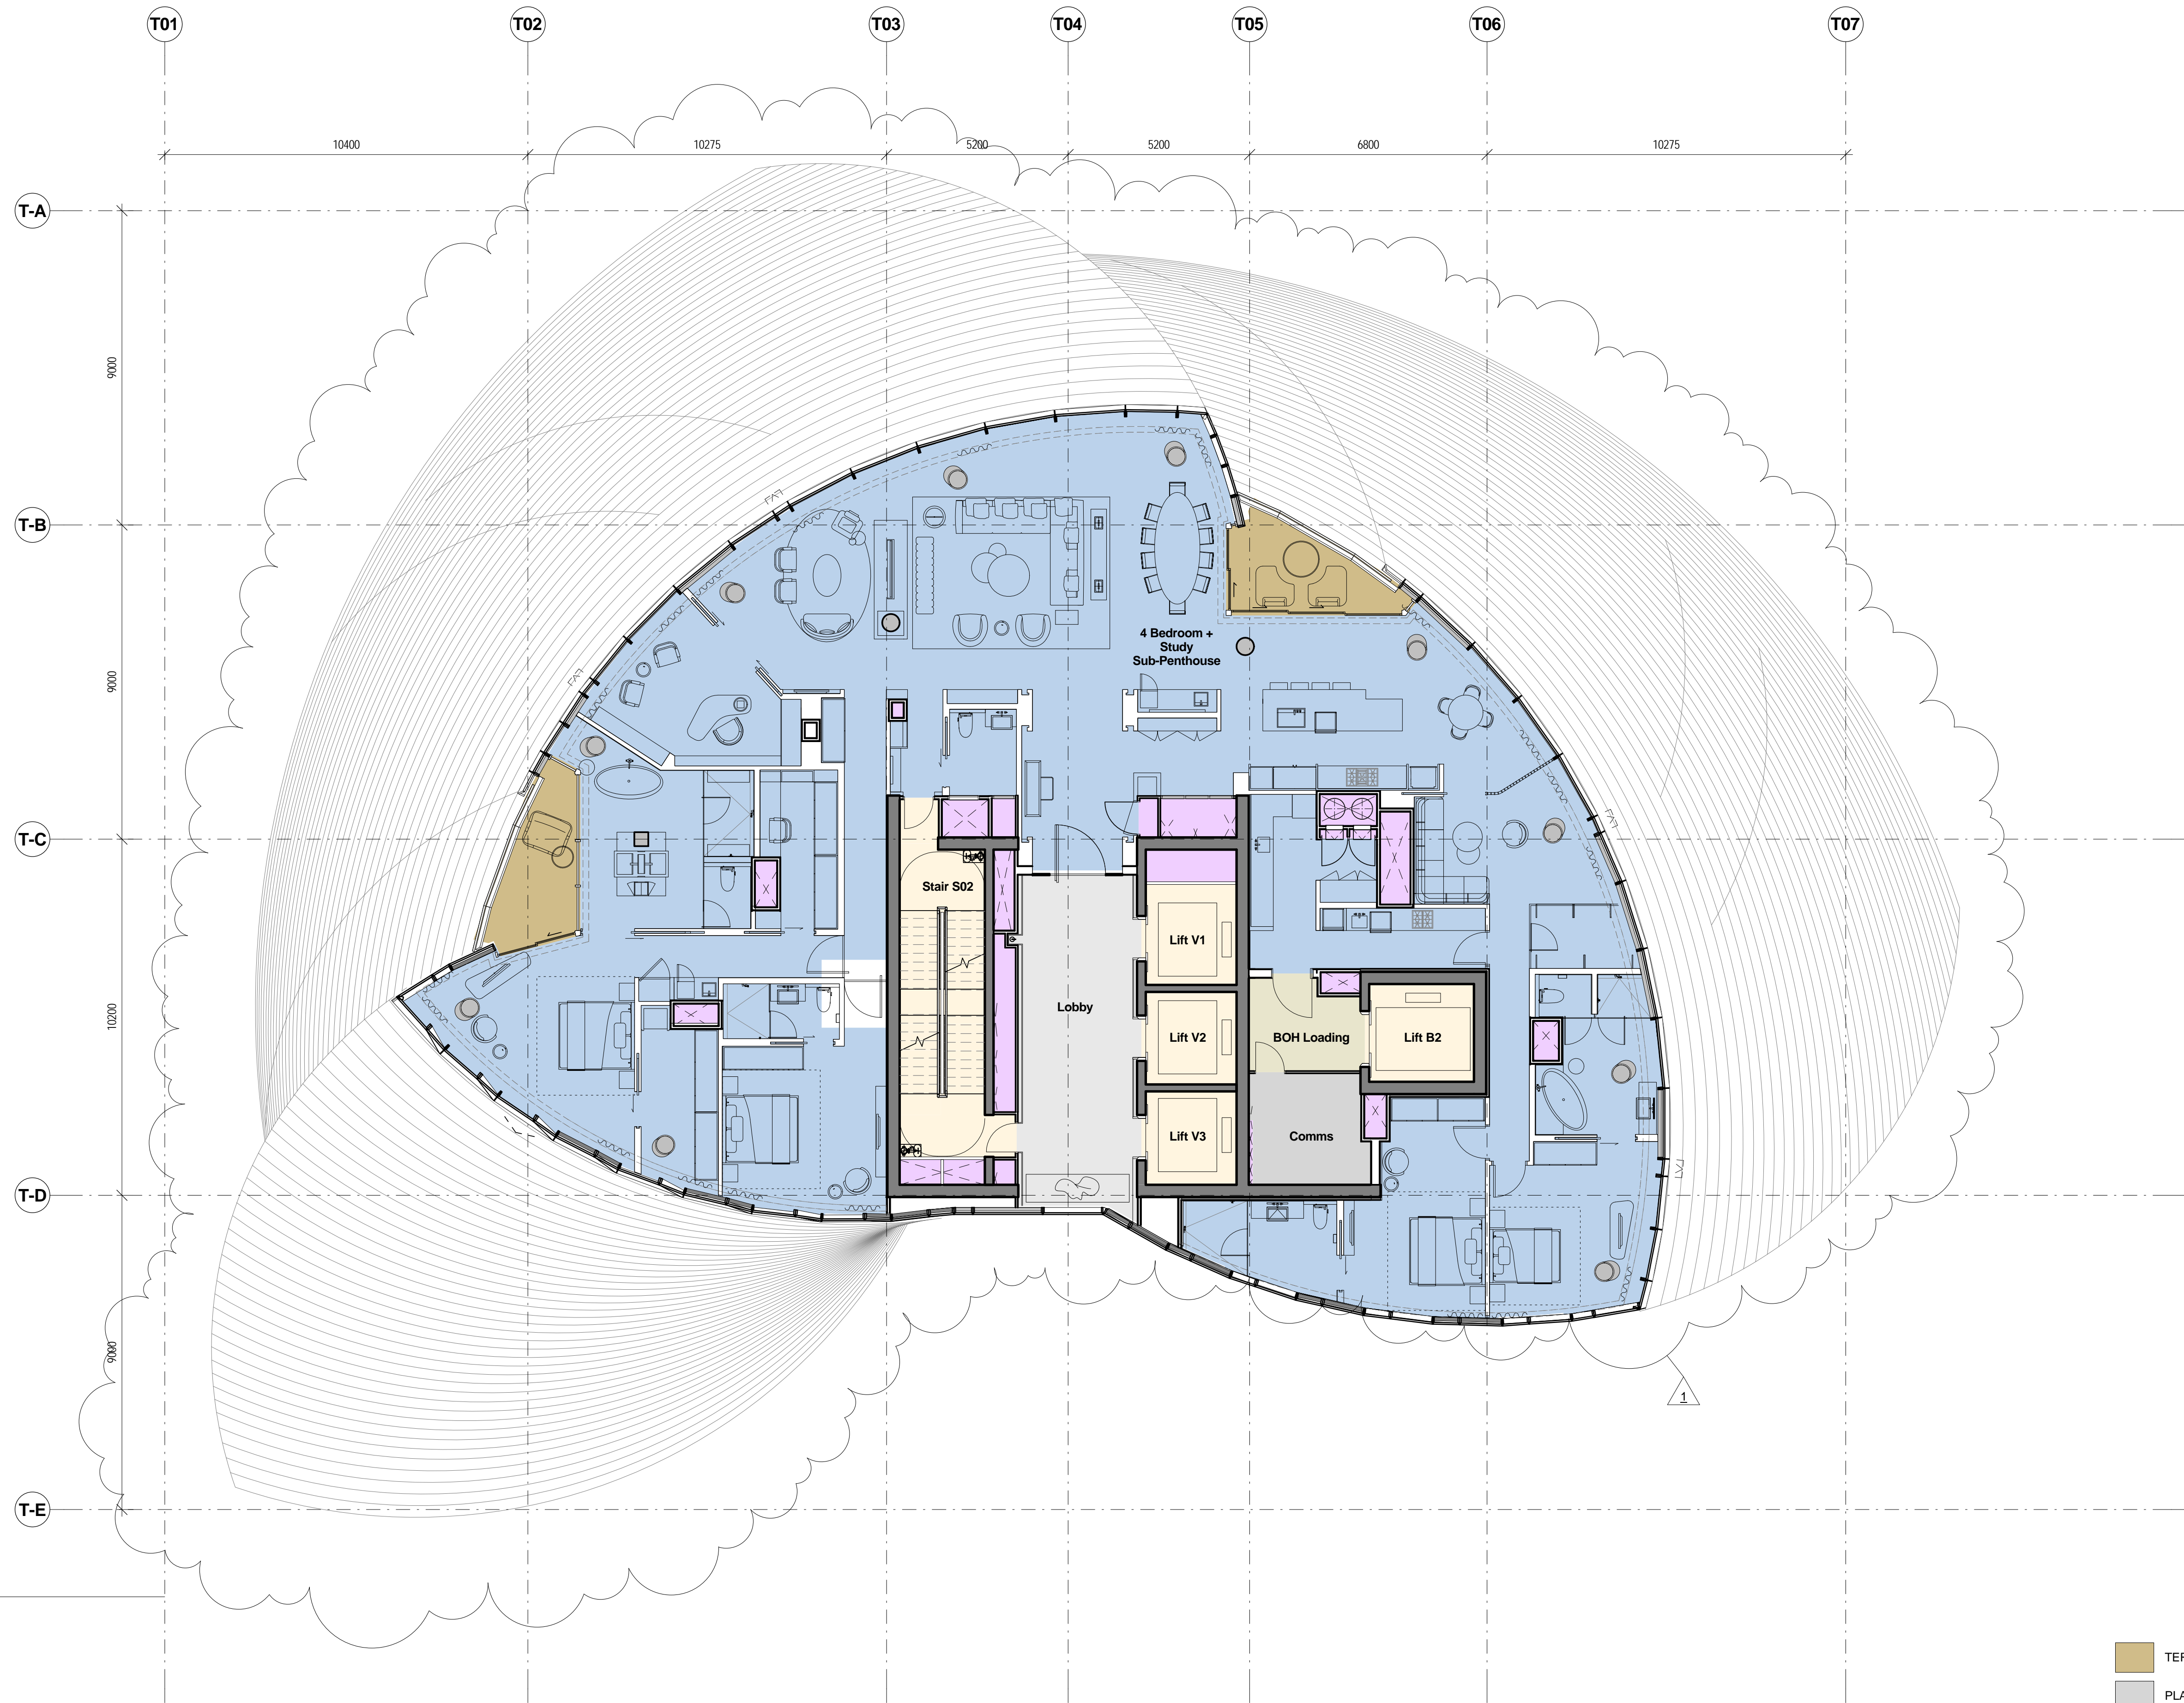 T01 T02 T03 T04 T05 T06 T07
10400 10275 5200 5200 6800 10275
T-A
9000
T-B
4 Bedroom +
Study
Sub-Penthouse
9000
T-C
Stair S02
Lift V1
Lobby
10200
Lift V2
BOH Loading
Lift B2
Lift V3
Comms
T-D
9000
1
T-E